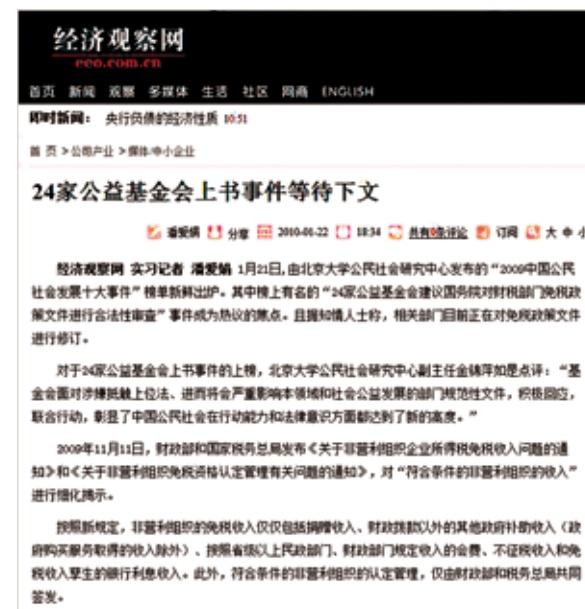 经济观察网
eeo.com.cn
首页 新闻 观察 多媒体 生活 社区 网商 ENGLISH
即时新闻： 央行负债的经济性质 10:51
首 页 >公司产业 >媒体·中小企业
24家公益基金会上书事件等待下文
潘爱娟 分享 2010-01-22 18:34 共有0条评论 订阅 大 中 小
经济观察网 实习记者 潘爱娟 1月21日，由北京大学公民社会研究中心发布的“2009中国公民
社会发展十大事件”榜单新鲜出炉。其中榜上有名的“24家公益基金会建议国务院对财税部门免税政
策文件进行合法性审查”事件成为热议的焦点。且据知情人士称，相关部门目前正在对免税政策文件
进行修订。
对于24家公益基金会上书事件的上榜，北京大学公民社会研究中心副主任金锦萍如是点评：“基
金会面对涉嫌抵触上位法、进而将会严重影响本领域和社会公益发展的部门规范性文件，积极回应，
联合行动，彰显了中国公民社会在行动能力和法律意识方面都达到了新的高度。”
2009年11月11日，财政部和国家税务总局发布《关于非营利组织企业所得税免税收入问题的通
知》和《关于非营利组织免税资格认定管理有关问题的通知》，对“符合条件的非营利组织的收入”
进行细化揭示。
按照新规定，非营利组织的免税收入仅仅包括捐赠收入、财政拨款以外的其他政府补助收入（政
府购买服务取得的收入除外）、按照省级以上民政部门、财政部门规定收入的会费、不征税收入和免
税收入孳生的银行利息收入。此外，符合条件的非营利组织的认定管理，仅由财政部和税务总局共同
签发。